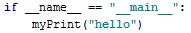 if __name__ == "__main__":
    myPrint("hello")